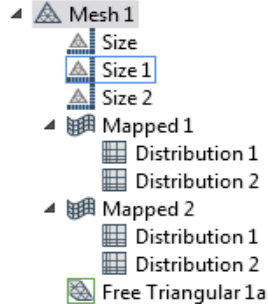 Mesh 1
Size
Size 1
Size 2
Mapped 1
Distribution 1
Distribution 2
Mapped 2
Distribution 1
Distribution 2
Free Triangular 1a